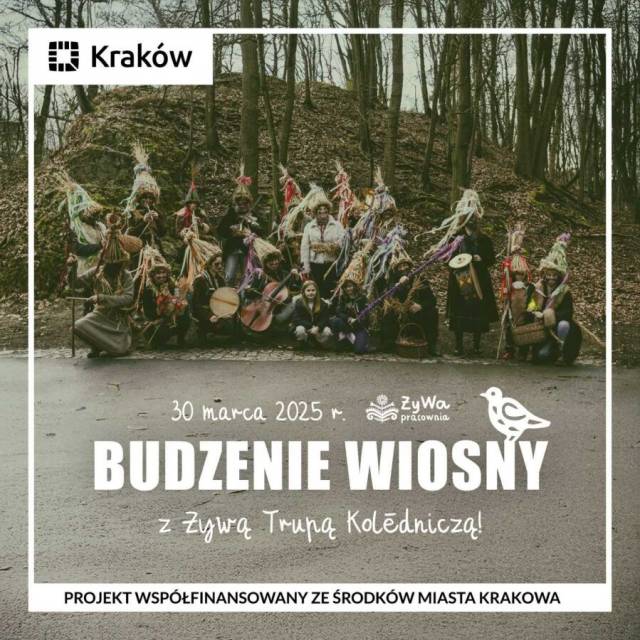 Kraków
30 marca 2025 r.
ŻyWa
pracownia
BUDZENIE WIOSNY
z Żywą Trupą Kolędniczą!
PROJEKT WSPÓŁFINANSOWANY ZE ŚRODKÓW MIASTA KRAKOWA